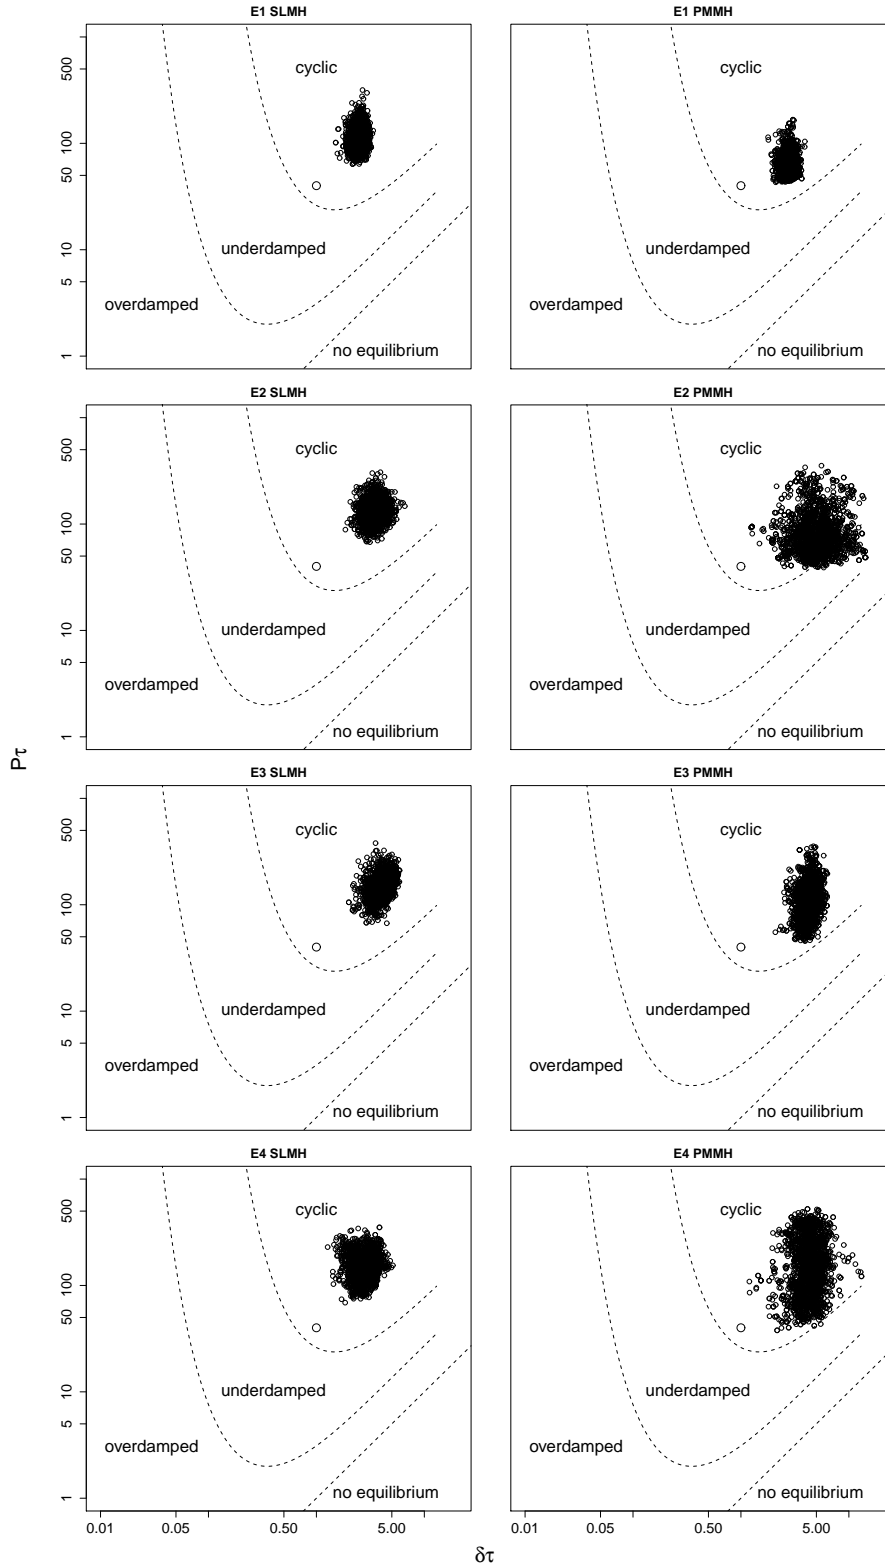 E1 SLMH
E1 PMMH
500
100
50
10
5
1
cyclic
underdamped
overdamped
no equilibrium
cyclic
underdamped
overdamped
no equilibrium
E2 SLMH
E2 PMMH
500
100
50
10
5
1
cyclic
underdamped
overdamped
no equilibrium
cyclic
underdamped
overdamped
no equilibrium
Pτ
E3 SLMH
E3 PMMH
500
100
50
10
5
1
cyclic
underdamped
overdamped
no equilibrium
cyclic
underdamped
overdamped
no equilibrium
E4 SLMH
E4 PMMH
500
100
50
10
5
1
cyclic
underdamped
overdamped
no equilibrium
cyclic
underdamped
overdamped
no equilibrium
0.01 0.05 0.50 5.00
0.01 0.50 5.00
δτ